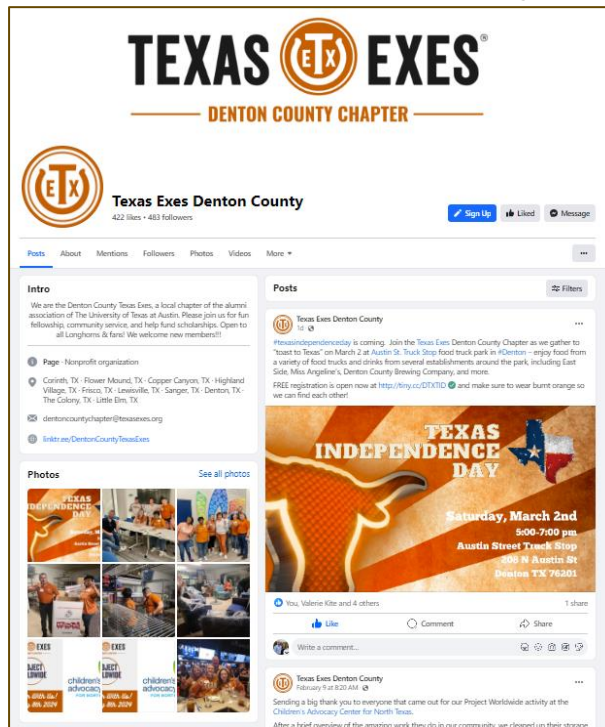 TEXAS ETX EXES®
DENTON COUNTY CHAPTER
ETX
Texas Exes Denton County
422 likes • 483 followers
Sign Up
Liked
Message
Posts
About
Mentions
Followers
Photos
Videos
More
Intro
We are the Denton County Texas Exes, a local chapter of the alumni
association of The University of Texas at Austin. Please join us for fun
fellowship, community service, and help fund scholarships. Open to
all Longhorns & fans! We welcome new members!!!
Page · Nonprofit organization
Corinth, TX · Flower Mound, TX · Copper Canyon, TX · Highland
Village, TX · Frisco, TX · Lewisville, TX · Sanger, TX · Denton, TX ·
The Colony, TX · Little Elm, TX
dentoncountychapter@texasexes.org
linktr.ee/DentonCountyTexasExes
Photos
See all photos
TEXAS
INDEPENDENCE
DAY
EXES
children's
advocacy
EXES
children's
advocacy
8th, 2024
Posts
Filters
Texas Exes Denton County
1d
#texasindependenceday is coming. Join the Texas Exes Denton County Chapter as we gather to
"toast to Texas" on March 2 at Austin St. Truck Stop food truck park in #Denton – enjoy food from
a variety of food trucks and drinks from several establishments around the park, including East
Side, Miss Angeline's, Denton County Brewing Company, and more.
FREE registration is open now at http://tiny.cc/DTXTID and make sure to wear burnt orange so
we can find each other!
TEXAS
INDEPENDENCE
DAY
Saturday, March 2nd
5:00-7:00 pm
Austin Street Truck Stop
208 N Austin St
Denton TX 76201
You, Valerie Kite and 4 others
1 share
Like
Comment
Share
Write a comment...
Texas Exes Denton County
February 9 at 8:20 AM
Sending a big thank you to everyone that came out for our Project Worldwide activity at the
Children's Advocacy Center for North Texas.
After a brief overview of the amazing work they do in our community, we cleaned up their storage